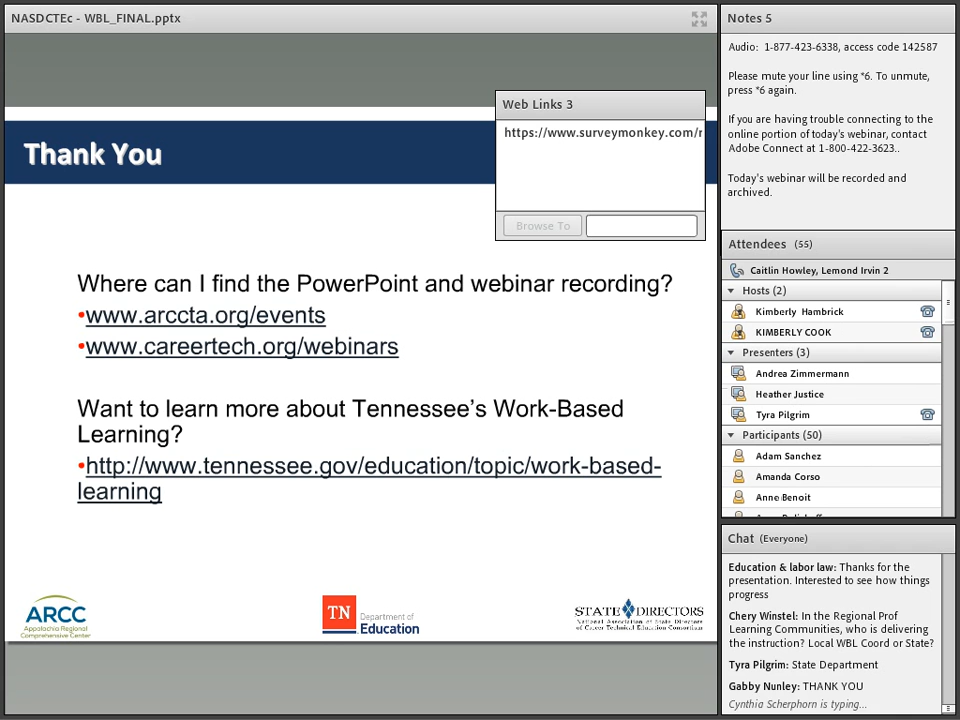 NASDCTEc - WBL_FINAL.pptx
Thank You
Web Links 3
https://www.surveymonkey.com/r
Browse To
Where can I find the PowerPoint and webinar recording?
•www.arccta.org/events
•www.careertech.org/webinars
Want to learn more about Tennessee's Work-Based
Learning?
•http://www.tennessee.gov/education/topic/work-based-
learning
ARCC
Appalachia Regional
Comprehensive Center
TN
Department of
Education
STATE DIRECTORS
National Association of State Directors
of Career Technical Education Consortium
Notes 5
Audio: 1-877-423-6338, access code 142587
Please mute your line using *6. To unmute,
press *6 again.
If you are having trouble connecting to the
online portion of today's webinar, contact
Adobe Connect at 1-800-422-3623..
Today's webinar will be recorded and
archived.
Attendees (55)
Caitlin Howley, Lemond Irvin 2
Hosts (2)
Kimberly Hambrick
KIMBERLY COOK
Presenters (3)
Andrea Zimmermann
Heather Justice
Tyra Pilgrim
Participants (50)
Adam Sanchez
Amanda Corso
Anne Benoit
Chat (Everyone)
Education & labor law: Thanks for the
presentation. Interested to see how things
progress
Chery Winstel: In the Regional Prof
Learning Communities, who is delivering
the instruction? Local WBL Coord or State?
Tyra Pilgrim: State Department
Gabby Nunley: THANK YOU
Cynthia Scherphorn is typing...